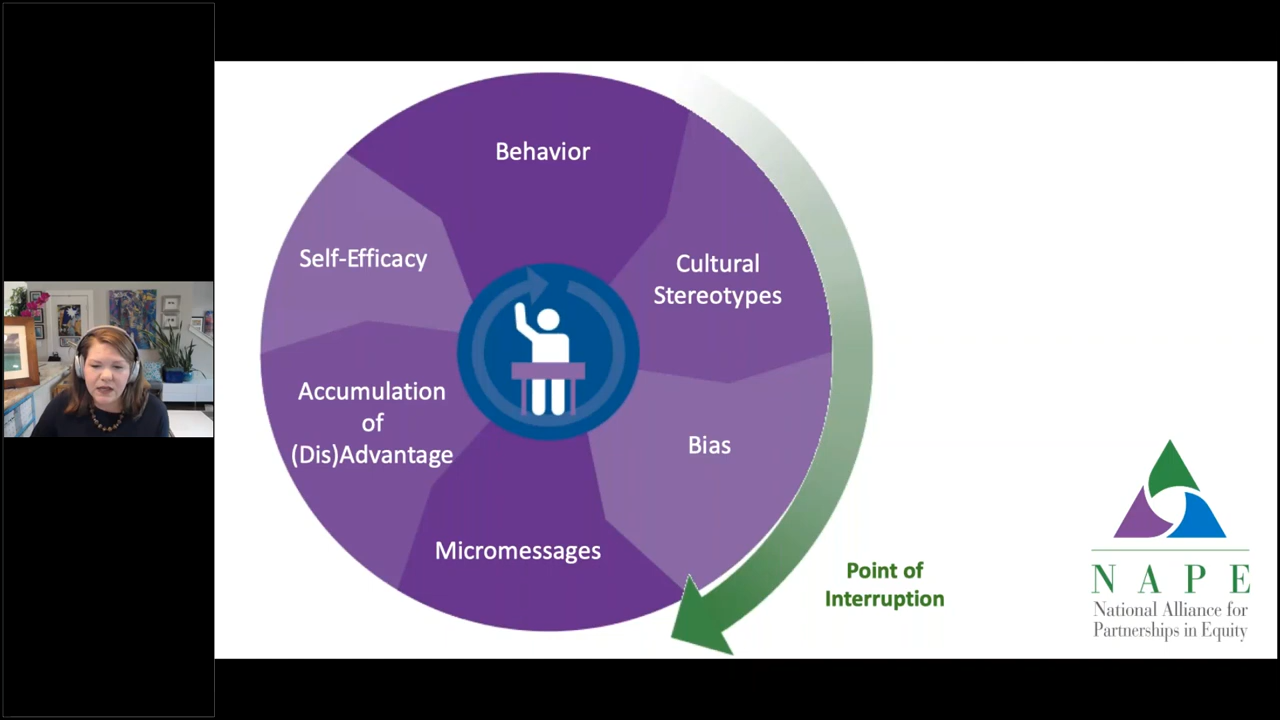 Behavior
Cultural
Stereotypes
Bias
Micromessages
Accumulation
of
(Dis)Advantage
Self-Efficacy
Point of
Interruption
NAPE
National Alliance for
Partnerships in Equity